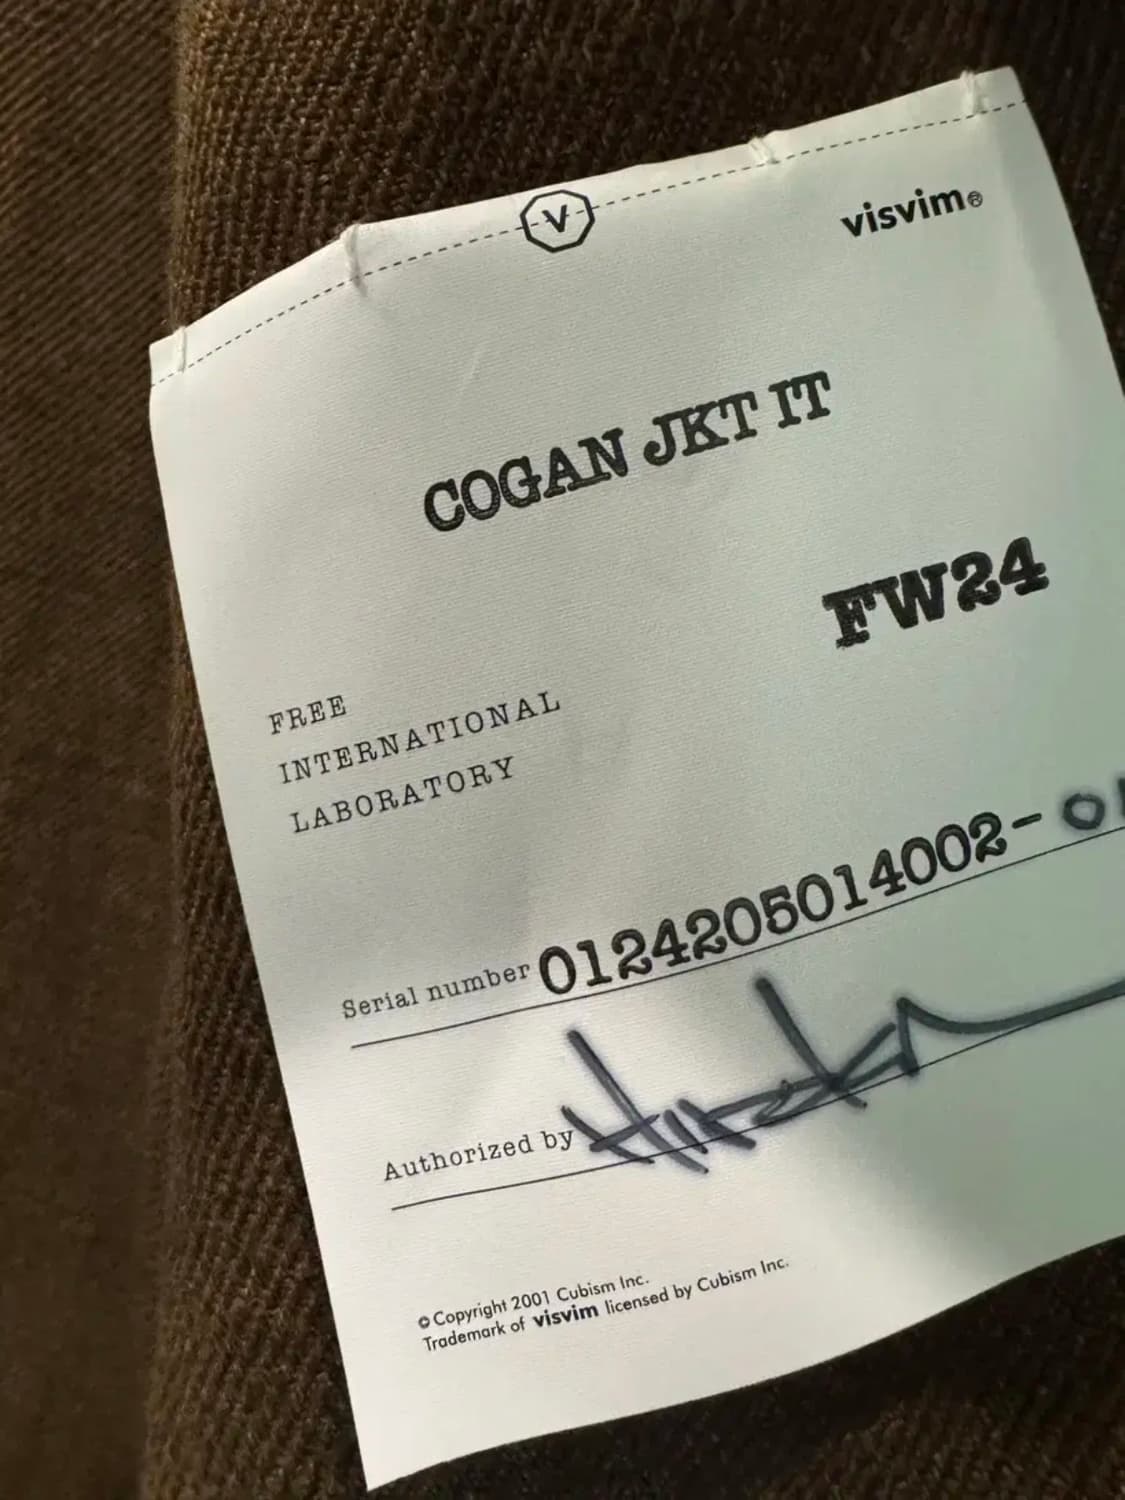 V
visvim®
COGAN JKT IT
FW24
FREE
INTERNATIONAL
LABORATORY
Serial number 0124205014002-0
Authorized by
© Copyright 2001 Cubism Inc.
Trademark of visvim licensed by Cubism Inc.